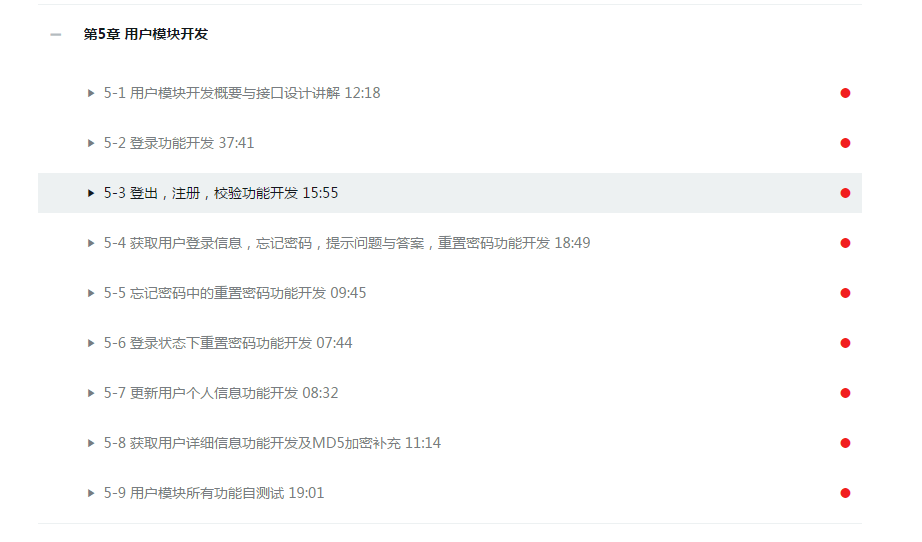 第5章 用户模块开发
5-1 用户模块开发概要与接口设计讲解 12:18
5-2 登录功能开发 37:41
5-3 登出，注册，校验功能开发 15:55
5-4 获取用户登录信息，忘记密码，提示问题与答案，重置密码功能开发 18:49
5-5 忘记密码中的重置密码功能开发 09:45
5-6 登录状态下重置密码功能开发 07:44
5-7 更新用户个人信息功能开发 08:32
5-8 获取用户详细信息功能开发及MD5加密补充 11:14
5-9 用户模块所有功能自测试 19:01